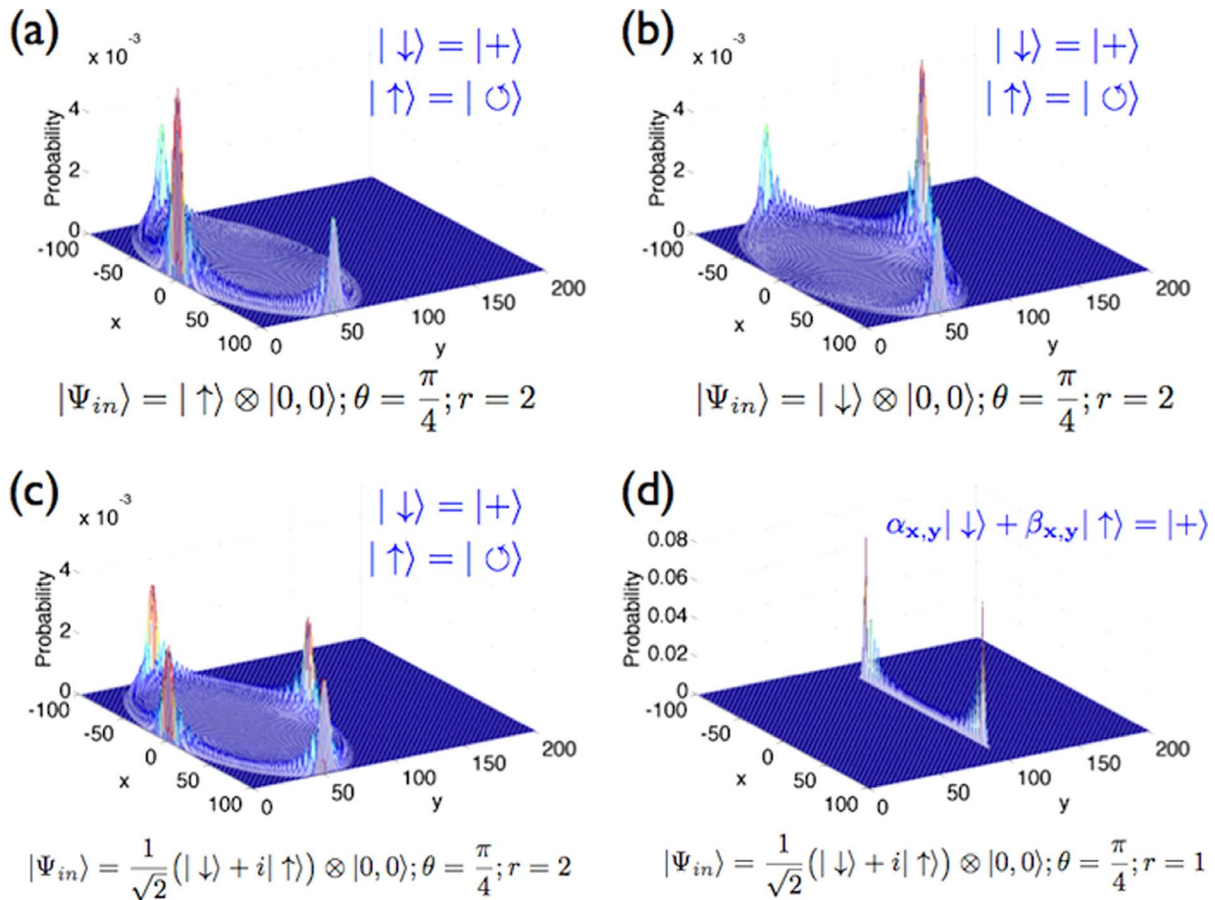 (a)
x 10^-3
| ↓⟩ = |+⟩
| ↑⟩ = | ↺⟩
Probability
4
2
0
-100
-50
0
50
100
x
0
50
100
150
200
y
|Ψ_in⟩ = | ↑⟩ ⊗ |0, 0⟩; θ = π/4; r = 2
(b)
x 10^-3
| ↓⟩ = |+⟩
| ↑⟩ = | ↺⟩
Probability
4
2
0
-100
-50
0
50
100
x
0
50
100
150
200
y
|Ψ_in⟩ = | ↓⟩ ⊗ |0, 0⟩; θ = π/4; r = 2
(c)
x 10^-3
| ↓⟩ = |+⟩
| ↑⟩ = | ↺⟩
Probability
4
2
0
-100
-50
0
50
100
x
0
50
100
150
200
y
|Ψ_in⟩ = 1/√2 (| ↓⟩ + i| ↑⟩) ⊗ |0, 0⟩; θ = π/4; r = 2
(d)
α_x,y| ↓⟩ + β_x,y| ↑⟩ = |+⟩
Probability
0.08
0.06
0.04
0.02
0
-100
-50
0
50
100
x
0
50
100
150
200
y
|Ψ_in⟩ = 1/√2 (| ↓⟩ + i| ↑⟩) ⊗ |0, 0⟩; θ = π/4; r = 1